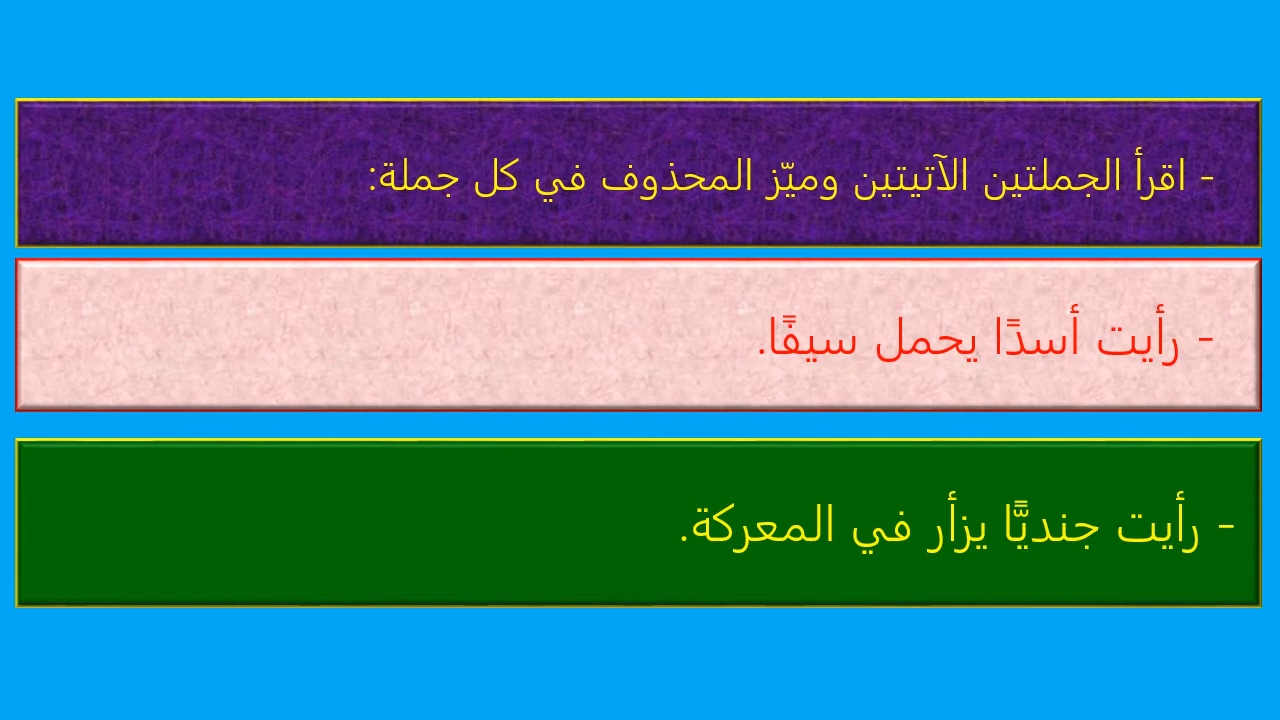 - اقرأ الجملتين الآتيتين وميّز المحذوف في كل جملة:
- رأيت أسدًا يحمل سيفًا.
- رأيت جنديًّا يزأر في المعركة.